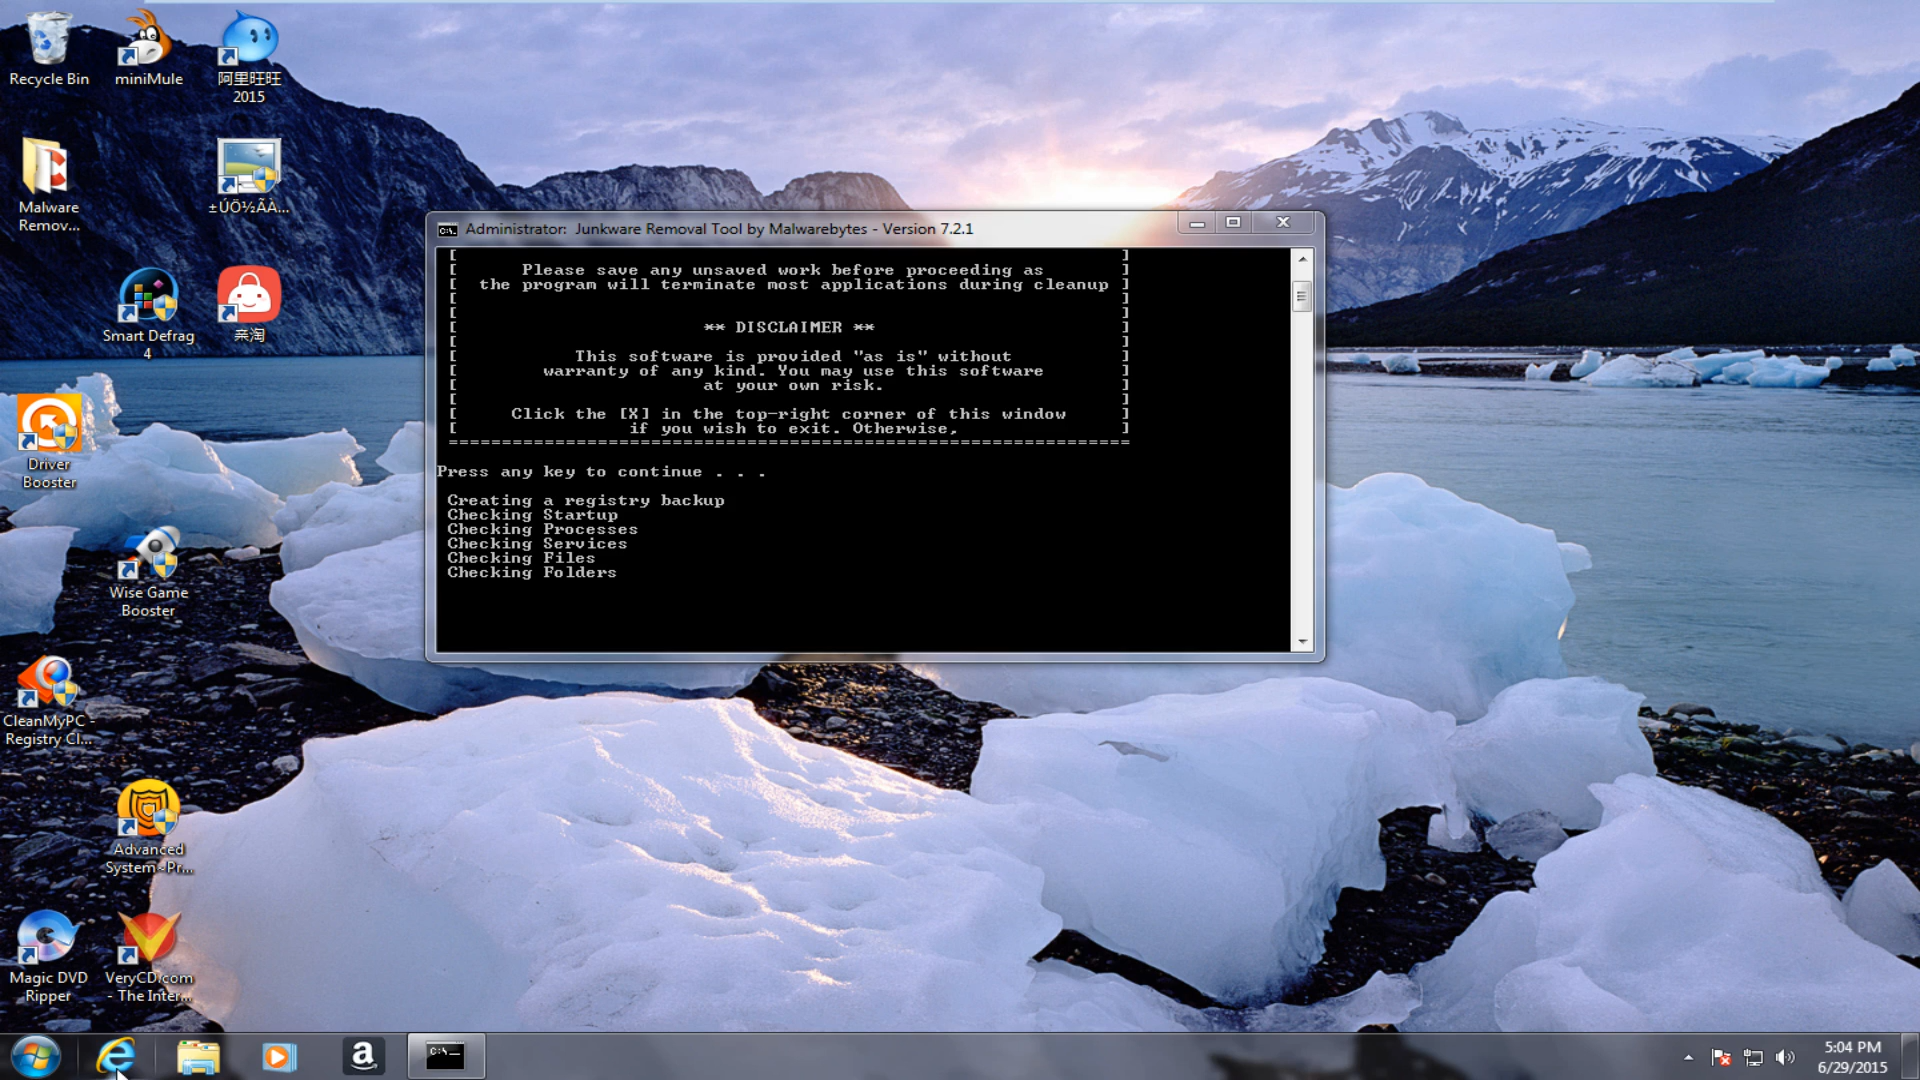 Recycle Bin
miniMule
阿里旺旺
2015
Malware
Remov...
±ÚÖ½ÃÀ...
Smart Defrag
4
亲淘
Driver
Booster
Wise Game
Booster
CleanMyPC -
Registry Cl...
Advanced
System~Pr...
Magic DVD
Ripper
VeryCD.com
- The Inter...
Administrator: Junkware Removal Tool by Malwarebytes - Version 7.2.1
[ ]
[ Please save any unsaved work before proceeding as ]
[ the program will terminate most applications during cleanup ]
[ ]
[ ]
[ ** DISCLAIMER ** ]
[ ]
[ This software is provided "as is" without ]
[ warranty of any kind. You may use this software ]
[ at your own risk. ]
[ ]
[ Click the [X] in the top-right corner of this window ]
[ if you wish to exit. Otherwise, ]
================================================================
Press any key to continue . . .
Creating a registry backup
Checking Startup
Checking Processes
Checking Services
Checking Files
Checking Folders
a
C:\
5:04 PM
6/29/2015